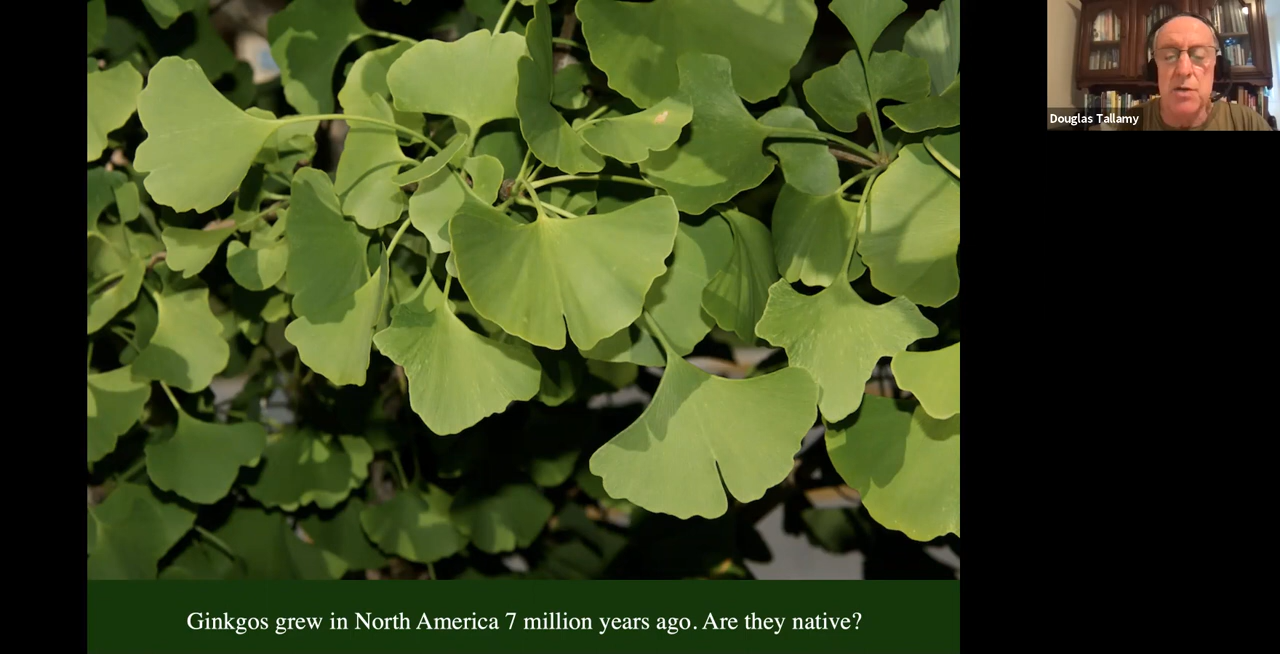 Douglas Tallamy
Ginkgos grew in North America 7 million years ago. Are they native?